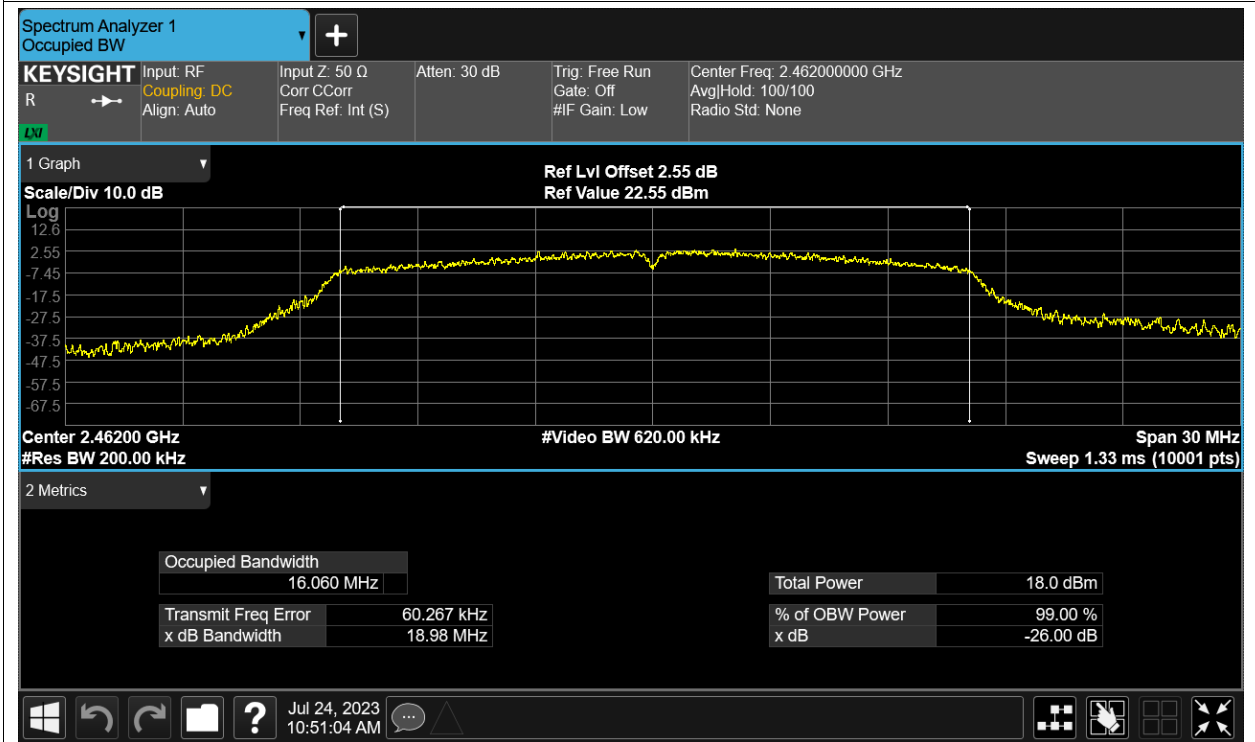 Spectrum Analyzer 1
Occupied BW
KEYSIGHT
R
LXI
Input: RF
Coupling: DC
Align: Auto
Input Z: 50 Ω
Corr CCorr
Freq Ref: Int (S)
Atten: 30 dB
Trig: Free Run
Gate: Off
#IF Gain: Low
Center Freq: 2.462000000 GHz
Avg|Hold: 100/100
Radio Std: None
1 Graph
Scale/Div 10.0 dB
Ref Lvl Offset 2.55 dB
Ref Value 22.55 dBm
Log
12.6
2.55
-7.45
-17.5
-27.5
-37.5
-47.5
-57.5
-67.5
Center 2.46200 GHz
#Video BW 620.00 kHz
Span 30 MHz
#Res BW 200.00 kHz
Sweep 1.33 ms (10001 pts)
2 Metrics
Occupied Bandwidth
16.060 MHz
Transmit Freq Error 60.267 kHz
x dB Bandwidth 18.98 MHz
Total Power 18.0 dBm
% of OBW Power 99.00 %
x dB -26.00 dB
?
Jul 24, 2023
10:51:04 AM